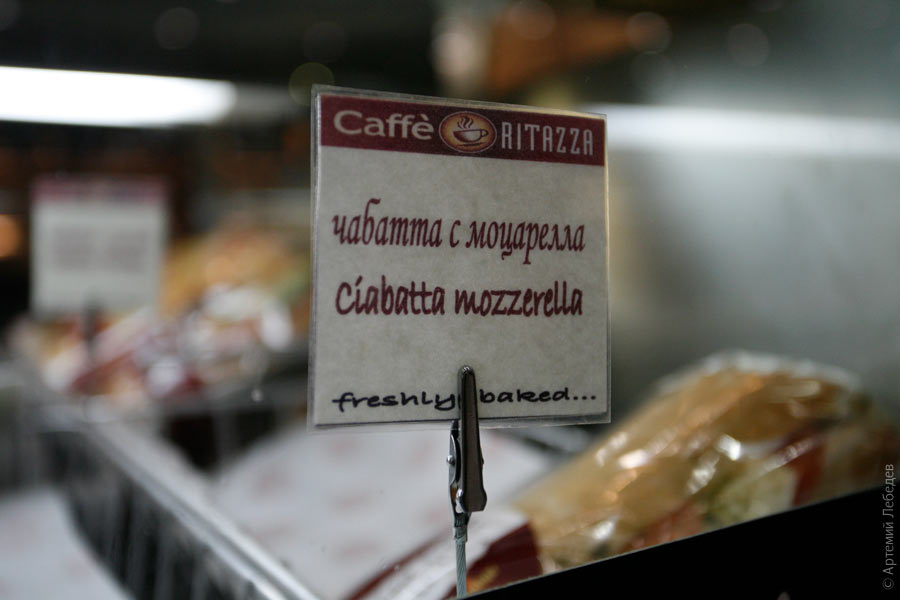 Caffè RITAZZA
чабатта с моцарелла
Ciabatta mozzerella
freshly baked...
© Артемий Лебедев